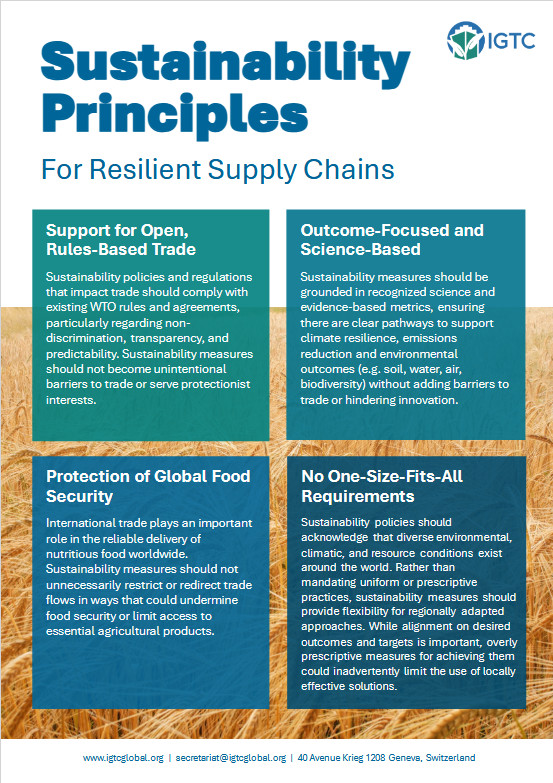 Sustainability
Principles
For Resilient Supply Chains
IGTC
Support for Open,
Rules-Based Trade
Sustainability policies and regulations
that impact trade should comply with
existing WTO rules and agreements,
particularly regarding non-
discrimination, transparency, and
predictability. Sustainability measures
should not become unintentional
barriers to trade or serve protectionist
interests.
Outcome-Focused and
Science-Based
Sustainability measures should be
grounded in recognized science and
evidence-based metrics, ensuring
there are clear pathways to support
climate resilience, emissions
reduction and environmental
outcomes (e.g. soil, water, air,
biodiversity) without adding barriers to
trade or hindering innovation.
Protection of Global Food
Security
International trade plays an important
role in the reliable delivery of
nutritious food worldwide.
Sustainability measures should not
unnecessarily restrict or redirect trade
flows in ways that could undermine
food security or limit access to
essential agricultural products.
No One-Size-Fits-All
Requirements
Sustainability policies should
acknowledge that diverse environmental,
climatic, and resource conditions exist
around the world. Rather than
mandating uniform or prescriptive
practices, sustainability measures should
provide flexibility for regionally adapted
approaches. While alignment on desired
outcomes and targets is important, overly
prescriptive measures for achieving them
could inadvertently limit the use of locally
effective solutions.
www.igtcglobal.org | secretariat@igtcglobal.org | 40 Avenue Krieg 1208 Geneva, Switzerland